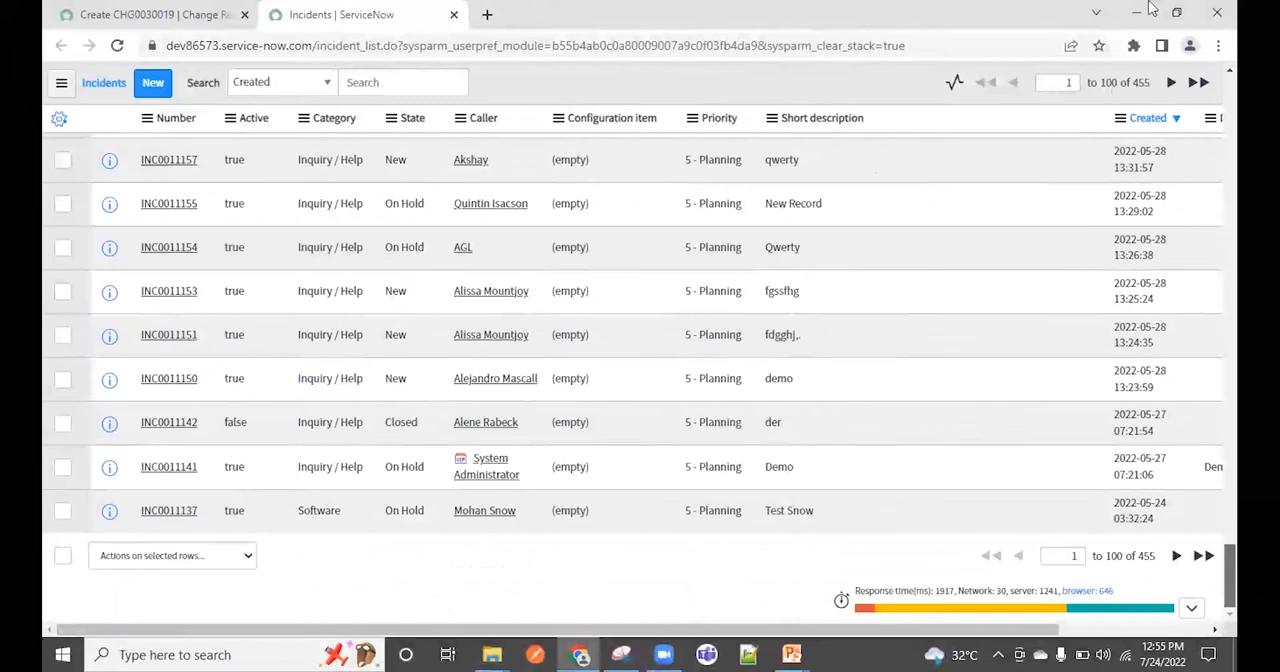 Create CHG0030019 | Change Re
Incidents | ServiceNow
dev86573.service-now.com/incident_list.do?sysparm_userpref_module=b55b4ab0c0a80009007a9c0f03fb4da9&sysparm_clear_stack=true
Incidents New Search Created Search 1 to 100 of 455
Number Active Category State Caller Configuration item Priority Short description Created
INC0011157 true Inquiry / Help New Akshay (empty) 5 - Planning qwerty 2022-05-28
13:31:57
INC0011155 true Inquiry / Help On Hold Quintin Isacson (empty) 5 - Planning New Record 2022-05-28
13:29:02
INC0011154 true Inquiry / Help On Hold AGL (empty) 5 - Planning Qwerty 2022-05-28
13:26:38
INC0011153 true Inquiry / Help New Alissa Mountjoy (empty) 5 - Planning fgssfhg 2022-05-28
13:25:24
INC0011151 true Inquiry / Help New Alissa Mountjoy (empty) 5 - Planning fdgghj,. 2022-05-28
13:24:35
INC0011150 true Inquiry / Help New Alejandro Mascall (empty) 5 - Planning demo 2022-05-28
13:23:59
INC0011142 false Inquiry / Help Closed Alene Rabeck (empty) 5 - Planning der 2022-05-27
07:21:54
INC0011141 true Inquiry / Help On Hold System Administrator (empty) 5 - Planning Demo 2022-05-27 Den
07:21:06
INC0011137 true Software On Hold Mohan Snow (empty) 5 - Planning Test Snow 2022-05-24
03:32:24
Actions on selected rows... 1 to 100 of 455
Response time(ms): 1917, Network: 30, server: 1241, browser: 646
Type here to search 32°C 12:55 PM
7/24/2022